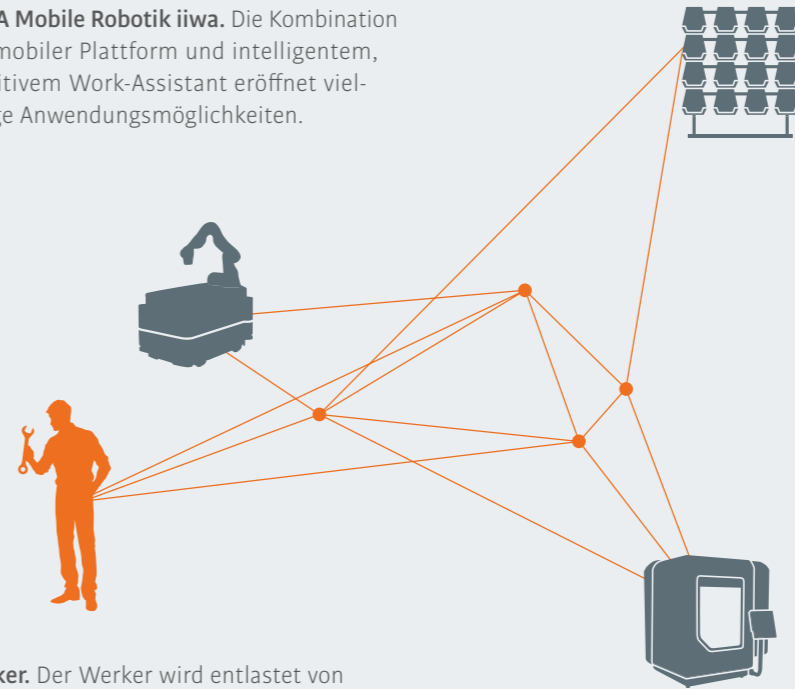 A Mobile Robotik iiwa. Die Kombination
mobiler Plattform und intelligentem,
itivem Work-Assistant eröffnet viel-
ge Anwendungsmöglichkeiten.
ker. Der Werker wird entlastet von